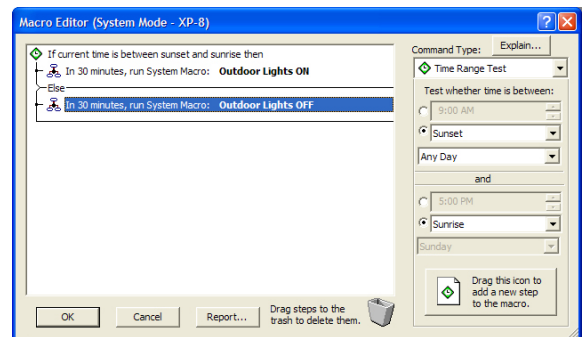 Macro Editor (System Mode - XP-8)
If current time is between sunset and sunrise then
In 30 minutes, run System Macro: Outdoor Lights ON
Else
In 30 minutes, run System Macro: Outdoor Lights OFF
Command Type:
Explain...
Time Range Test
Test whether time is between:
9:00 AM
Sunset
Any Day
and
5:00 PM
Sunrise
Sunday
Drag this icon to
add a new step
to the macro.
OK
Cancel
Report...
Drag steps to the
trash to delete them.